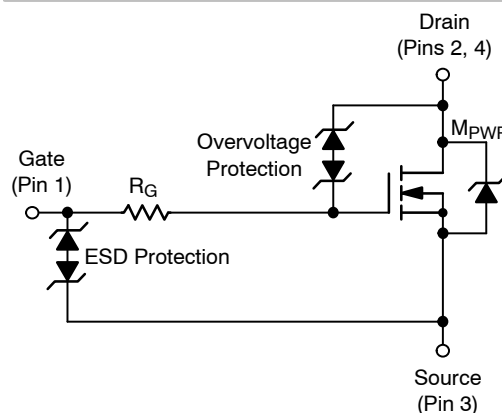 Drain
(Pins 2, 4)
Overvoltage
Protection
Gate
(Pin 1)
R_G
ESD Protection
Source
(Pin 3)